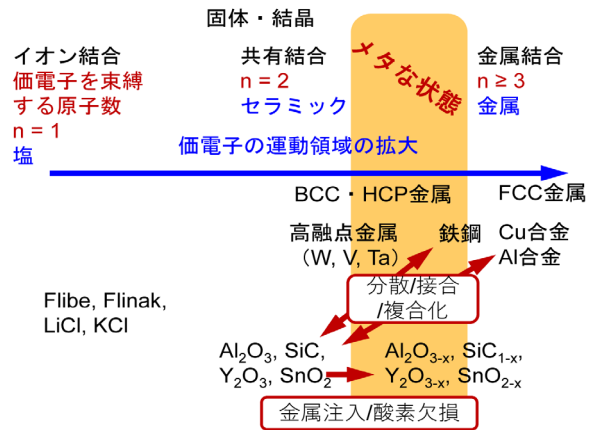 固体・結晶
イオン結合
価電子を束縛
する原子数
n = 1
塩
共有結合
n = 2
セラミック
メタな状態
金属結合
n ≥ 3
金属
価電子の運動領域の拡大
BCC・HCP金属
FCC金属
高融点金属
（W, V, Ta）
鉄鋼
Cu合金
Al合金
分散/接合
/複合化
Flibe, Flinak,
LiCl, KCl
Al₂O₃, SiC,
Y₂O₃, SnO₂
Al₂O₃₋ₓ, SiC₁₋ₓ,
Y₂O₃₋ₓ, SnO₂₋ₓ
金属注入/酸素欠損